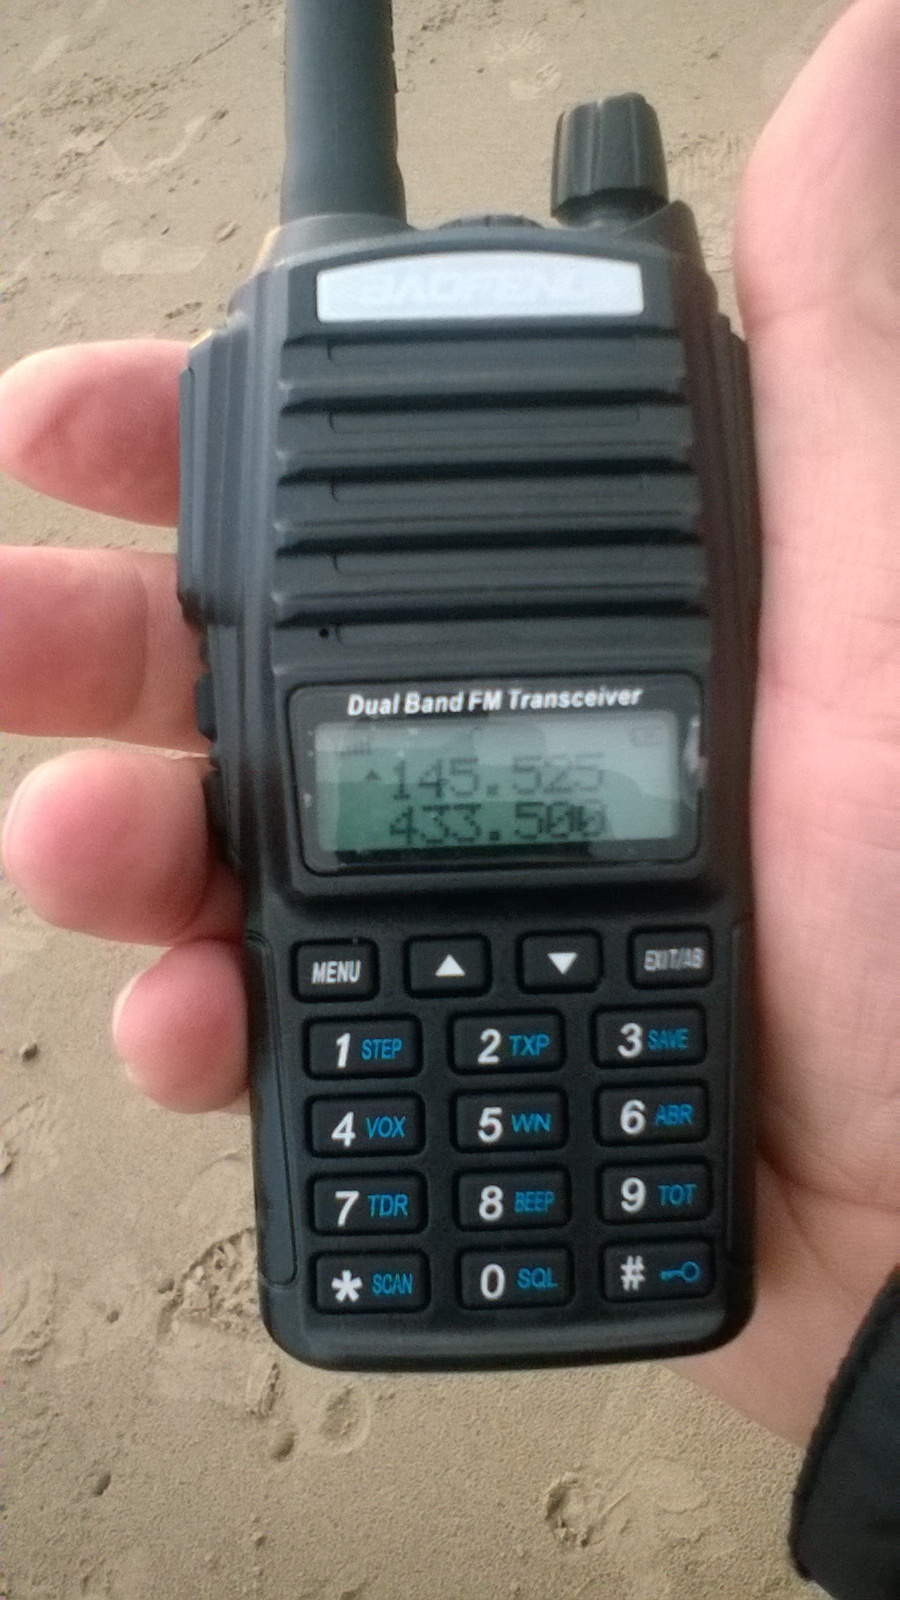 BAOFENG
Dual Band FM Transceiver
145.525
433.500
MENU ▲ ▼ EXIT/AB
1 STEP 2 TXP 3 SAVE
4 VOX 5 WN 6 ABR
7 TDR 8 BEEP 9 TOT
* SCAN 0 SQL #